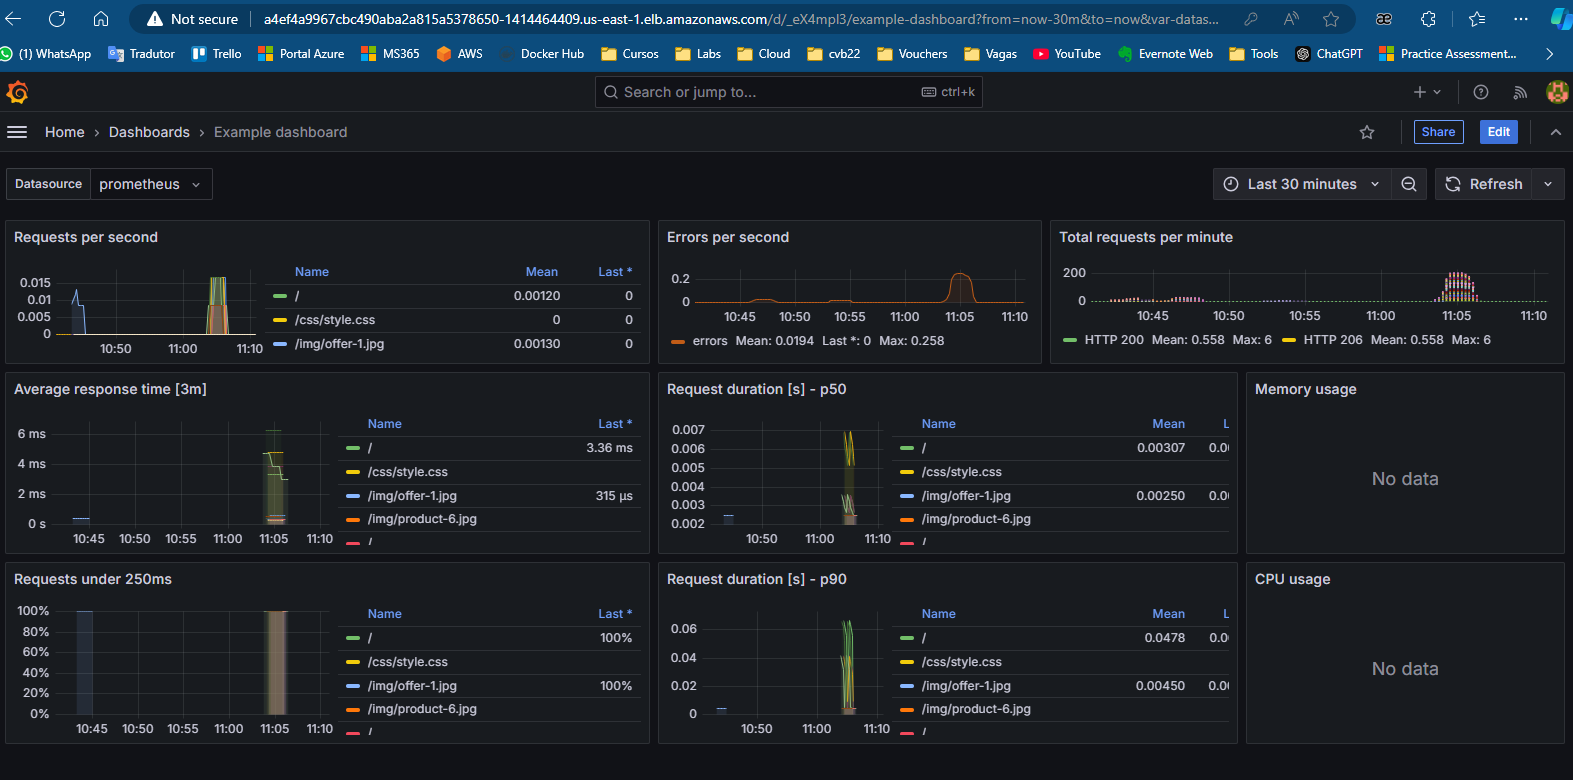 Not secure
a4ef4a9967cbc490aba2a815a5378650-1414464409.us-east-1.elb.amazonaws.com/d/_eX4mpl3/example-dashboard?from=now-30m&to=now&var-datas...
(1) WhatsApp Tradutor Trello Portal Azure MS365 AWS Docker Hub Cursos Labs Cloud cvb22 Vouchers Vagas YouTube Evernote Web Tools ChatGPT Practice Assessment...
Search or jump to... ctrl+k
Home › Dashboards › Example dashboard
Share Edit
Datasource prometheus
Last 30 minutes Refresh
Requests per second
Name Mean Last *
/ 0.00120 0
/css/style.css 0 0
/img/offer-1.jpg 0.00130 0
0.015
0.01
0.005
0
10:50 11:00 11:10
Errors per second
0.2
0
10:45 10:50 10:55 11:00 11:05 11:10
errors Mean: 0.0194 Last *: 0 Max: 0.258
Total requests per minute
200
0
10:45 10:50 10:55 11:00 11:05 11:10
HTTP 200 Mean: 0.558 Max: 6 HTTP 206 Mean: 0.558 Max: 6
Average response time [3m]
6 ms
4 ms
2 ms
0 s
10:45 10:50 10:55 11:00 11:05 11:10
Name Last *
/ 3.36 ms
/css/style.css
/img/offer-1.jpg 315 µs
/img/product-6.jpg
/
Request duration [s] - p50
0.007
0.006
0.005
0.004
0.003
0.002
10:50 11:00 11:10
Name Mean L
/ 0.00307 0.0
/css/style.css
/img/offer-1.jpg 0.00250 0.0
/img/product-6.jpg
/
Memory usage
No data
Requests under 250ms
100%
80%
60%
40%
20%
0%
10:45 10:50 10:55 11:00 11:05 11:10
Name Last *
/ 100%
/css/style.css
/img/offer-1.jpg 100%
/img/product-6.jpg
/
Request duration [s] - p90
0.06
0.04
0.02
0
10:50 11:00 11:10
Name Mean L
/ 0.0478 0.0
/css/style.css
/img/offer-1.jpg 0.00450 0.0
/img/product-6.jpg
/
CPU usage
No data